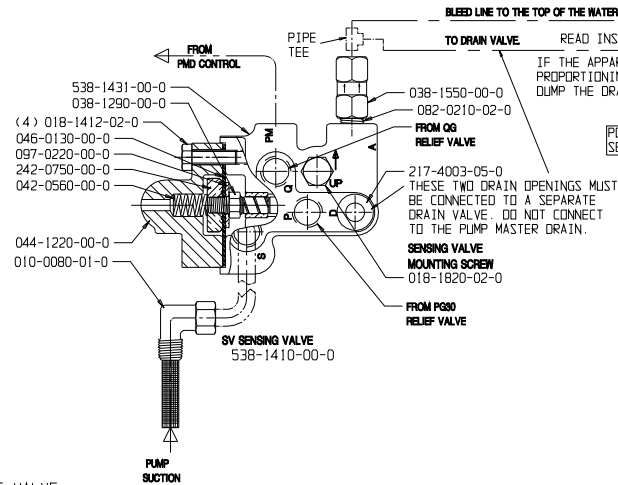 BLEED LINE TO THE TOP OF THE WATER
PIPE
TEE
TO DRAIN VALVE.
READ INS
FROM
PMD CONTROL
IF THE APPAR
PROPORTIONIN
DUMP THE DRA
538-1431-00-0
038-1290-00-0
038-1550-00-0
082-0210-02-0
(4) 018-1412-02-0
046-0130-00-0
097-0220-00-0
242-0750-00-0
042-0560-00-0
PM
A
FROM QG
RELIEF VALVE
Q
UP
217-4003-05-0
P
D
THESE TWO DRAIN OPENINGS MUST
BE CONNECTED TO A SEPARATE
DRAIN VALVE. DO NOT CONNECT
TO THE PUMP MASTER DRAIN.
044-1220-00-0
010-0080-01-0
S
SENSING VALVE
MOUNTING SCREW
018-1820-02-0
FROM PG30
RELIEF VALVE
SV SENSING VALVE
538-1410-00-0
PUMP
SUCTION